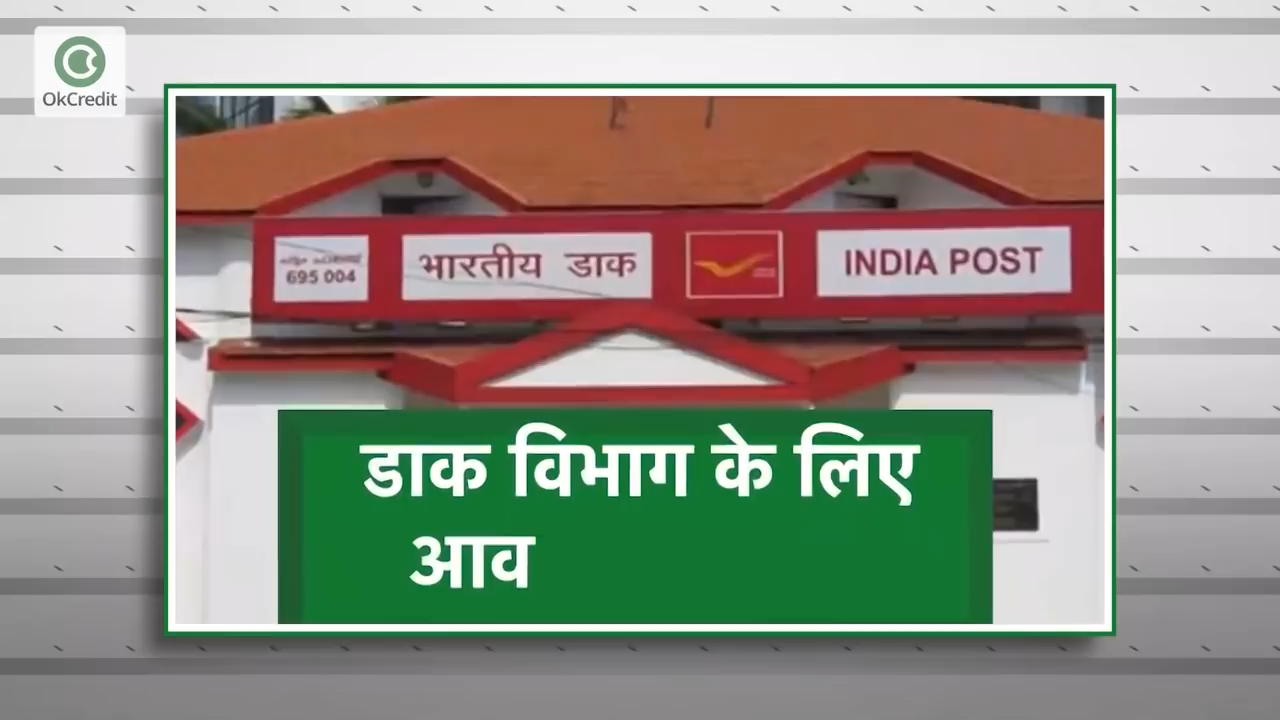 OkCredit
695 004
भारतीय डाक
INDIA POST
डाक विभाग के लिए
आव